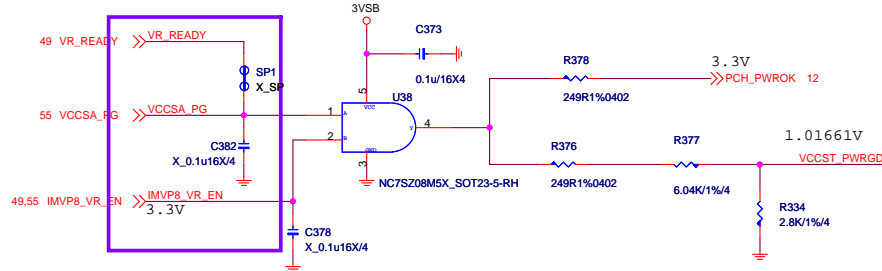 3VSB
C373
0.1u/16X4
49 VR_READY
VR_READY
SP1
X_SP
55 VCCSA_PG
VCCSA_PG
C382
X_0.1u16X/4
49,55 IMVP8_VR_EN
IMVP8_VR_EN
3.3V
C378
X_0.1u16X/4
U38
5
VCC
1
A
2
B
Y
4
GND
3
NC7SZ08M5X_SOT23-5-RH
R378
249R1%0402
3.3V
PCH_PWROK 12
R376
249R1%0402
R377
6.04K/1%/4
1.01661V
VCCST_PWRGD
R334
2.8K/1%/4